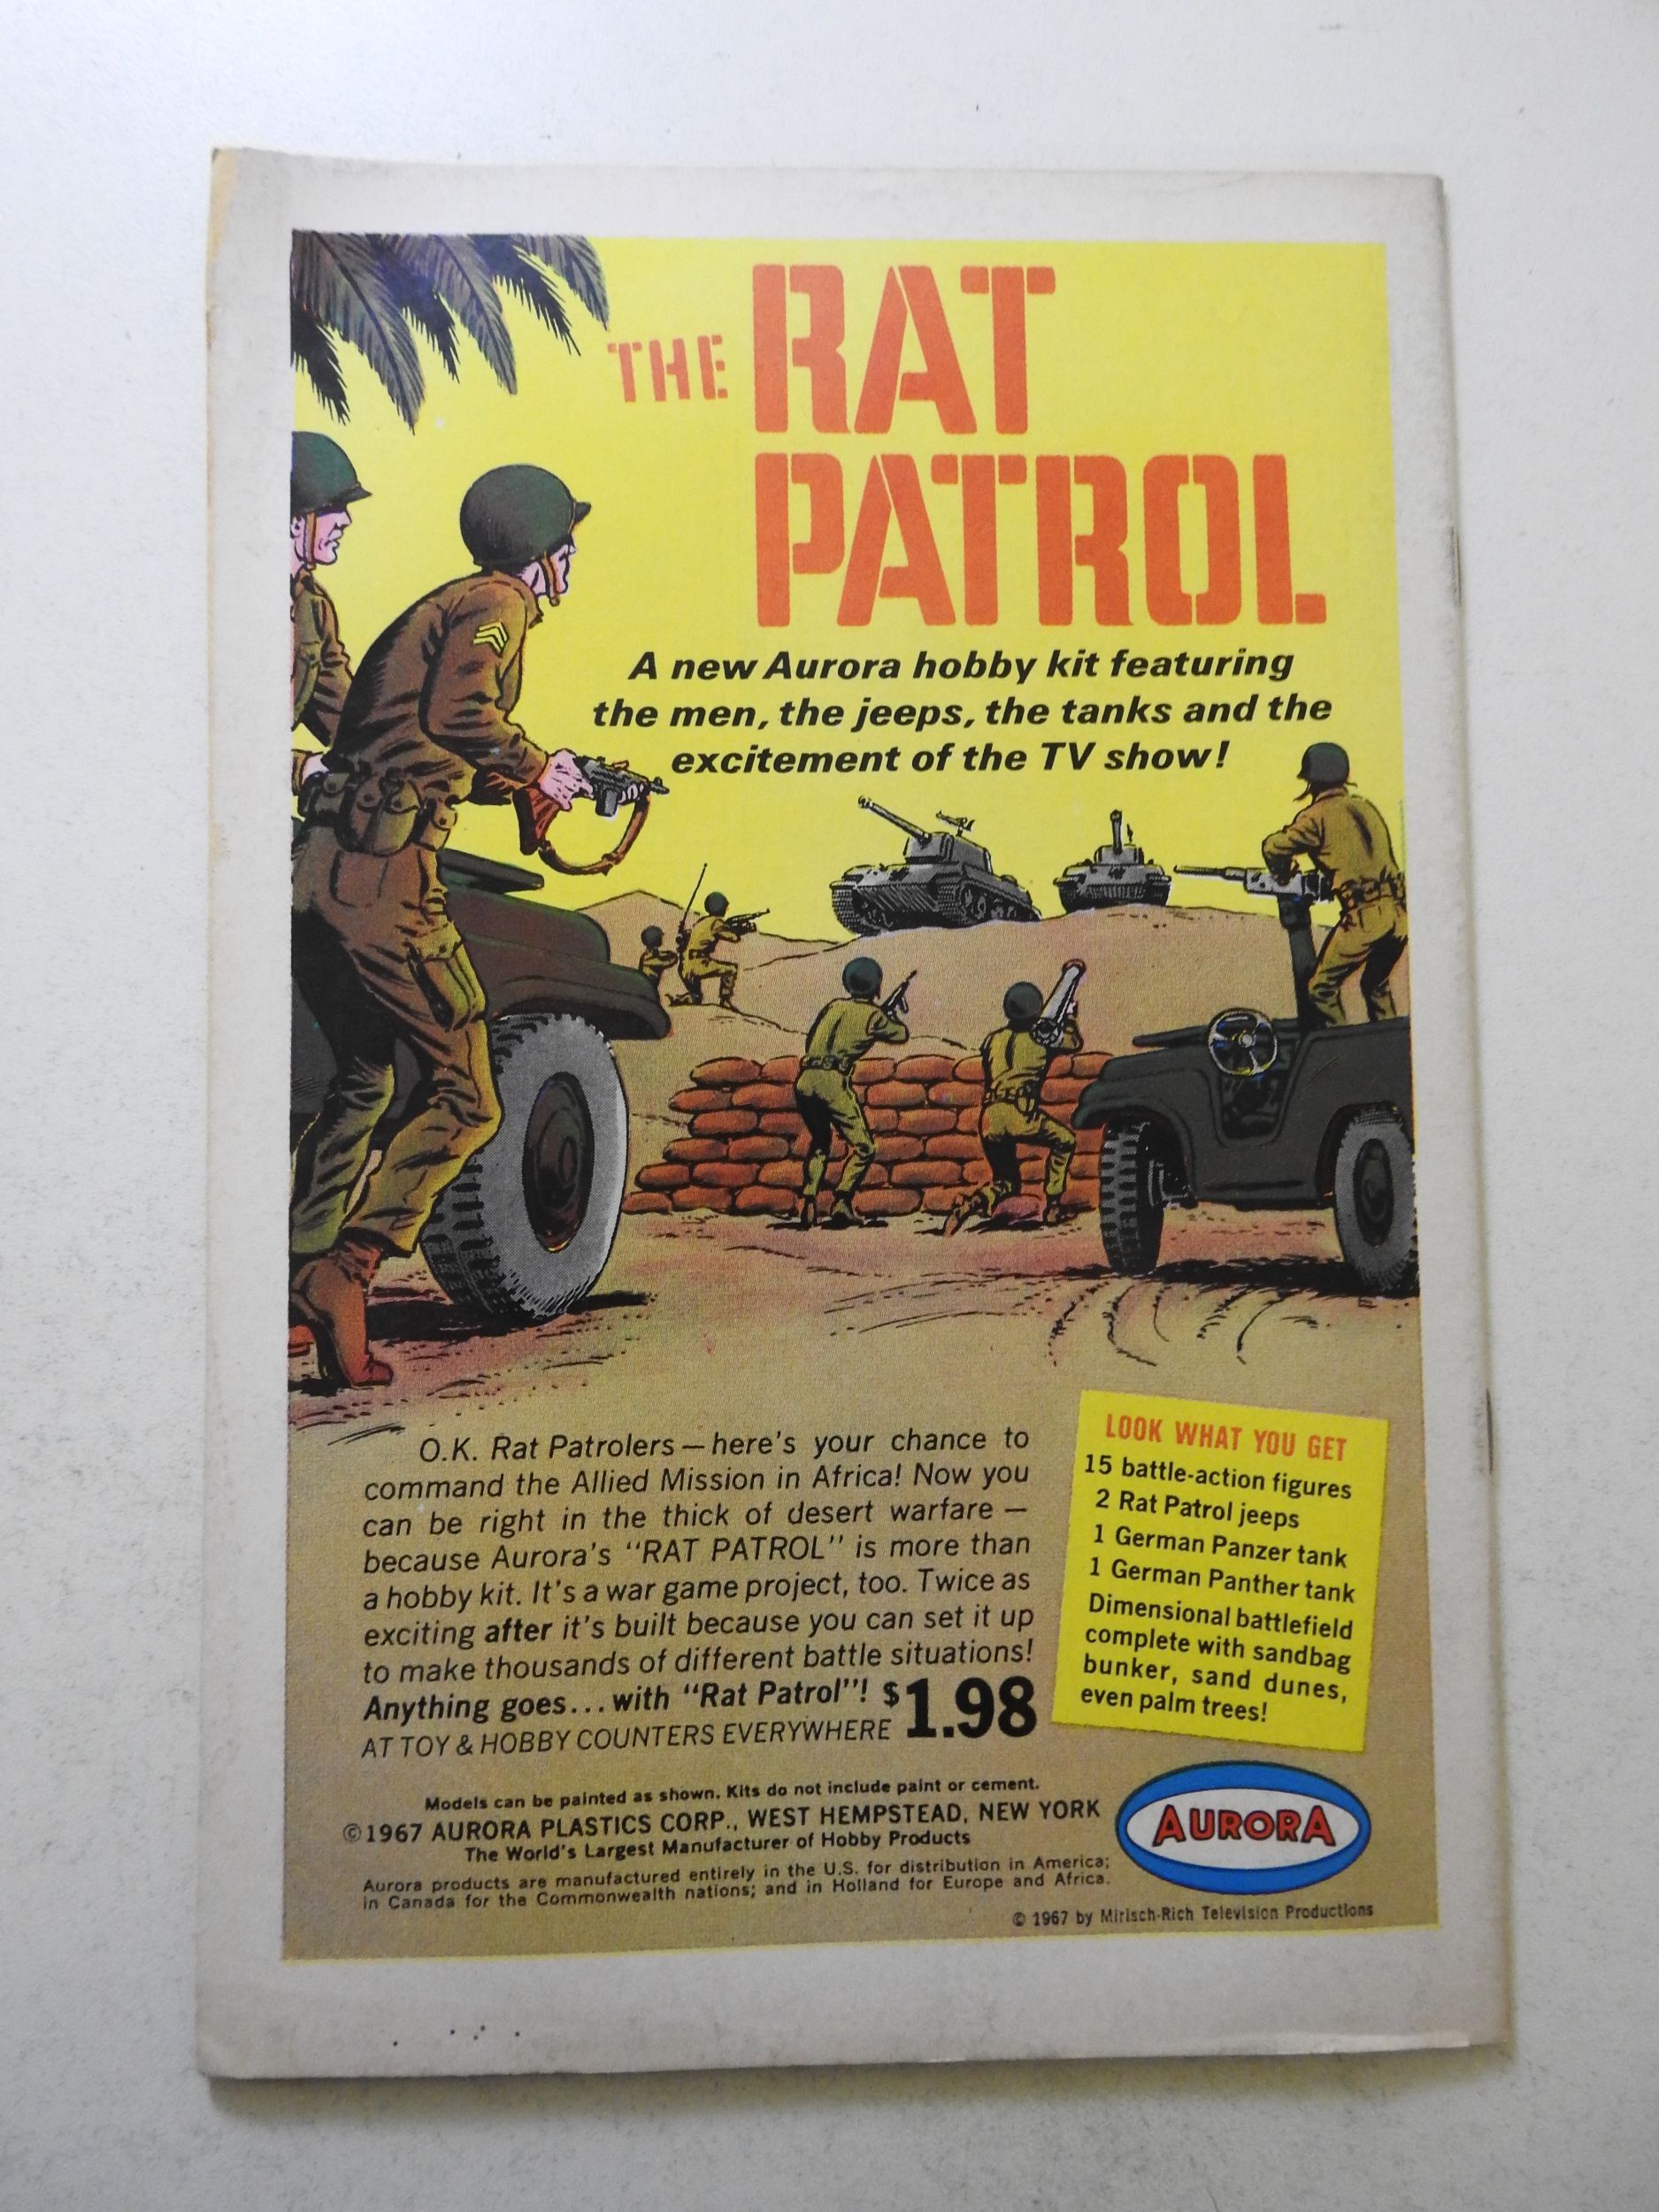 THE RAT
PATROL
A new Aurora hobby kit featuring
the men, the jeeps, the tanks and the
excitement of the TV show!
O.K. Rat Patrolers—here's your chance to
command the Allied Mission in Africa! Now you
can be right in the thick of desert warfare—
because Aurora's "RAT PATROL" is more than
a hobby kit. It's a war game project, too. Twice as
exciting after it's built because you can set it up
to make thousands of different battle situations!
Anything goes...with "Rat Patrol"! $1.98
AT TOY & HOBBY COUNTERS EVERYWHERE
LOOK WHAT YOU GET
15 battle-action figures
2 Rat Patrol jeeps
1 German Panzer tank
1 German Panther tank
Dimensional battlefield
complete with sandbag
bunker, sand dunes,
even palm trees!
Models can be painted as shown. Kits do not include paint or cement.
©1967 AURORA PLASTICS CORP., WEST HEMPSTEAD, NEW YORK
The World's Largest Manufacturer of Hobby Products
Aurora products are manufactured entirely in the U.S. for distribution in America;
in Canada for the Commonwealth nations; and in Holland for Europe and Africa.
AURORA
© 1967 by Mirisch-Rich Television Productions